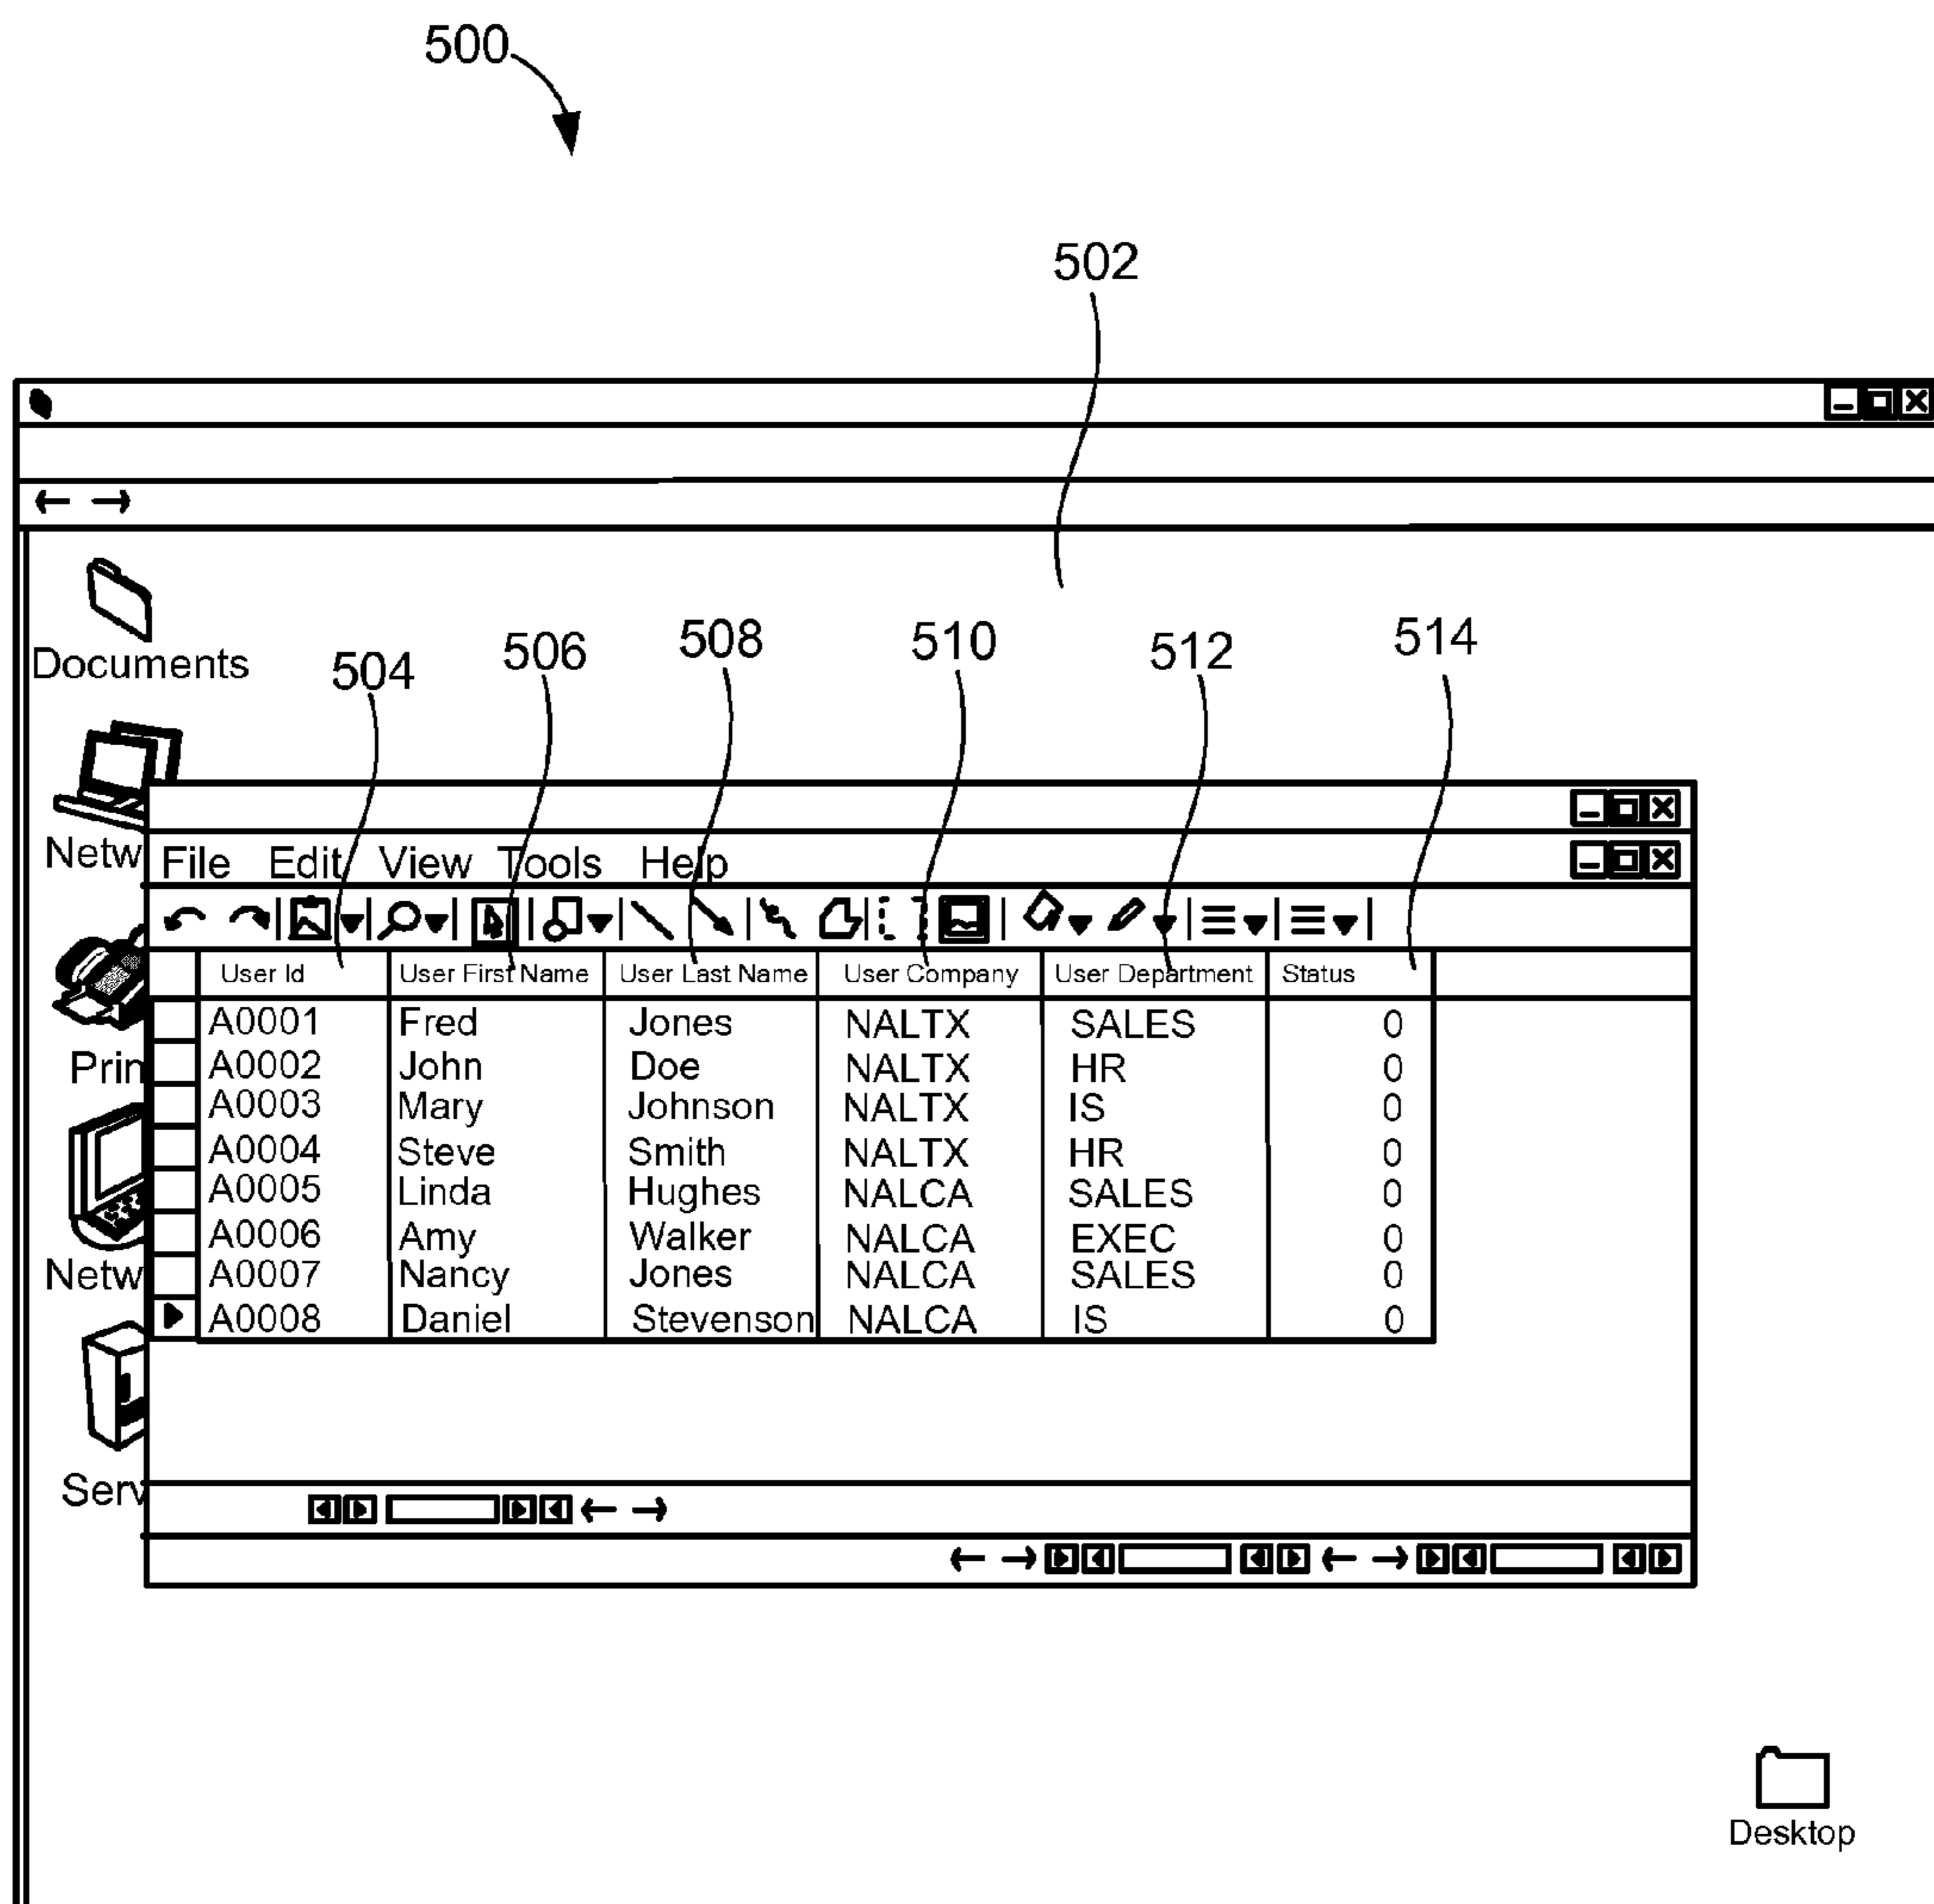 500
502
Documents
504 506 508 510 512 514
Netw
File Edit View Tools Help
User Id User First Name User Last Name User Company User Department Status
A0001 Fred Jones NALTX SALES 0
Prin
A0002 John Doe NALTX HR 0
A0003 Mary Johnson NALTX IS 0
A0004 Steve Smith NALTX HR 0
A0005 Linda Hughes NALCA SALES 0
A0006 Amy Walker NALCA EXEC 0
Netw
A0007 Nancy Jones NALCA SALES 0
A0008 Daniel Stevenson NALCA IS 0
Serv
Desktop